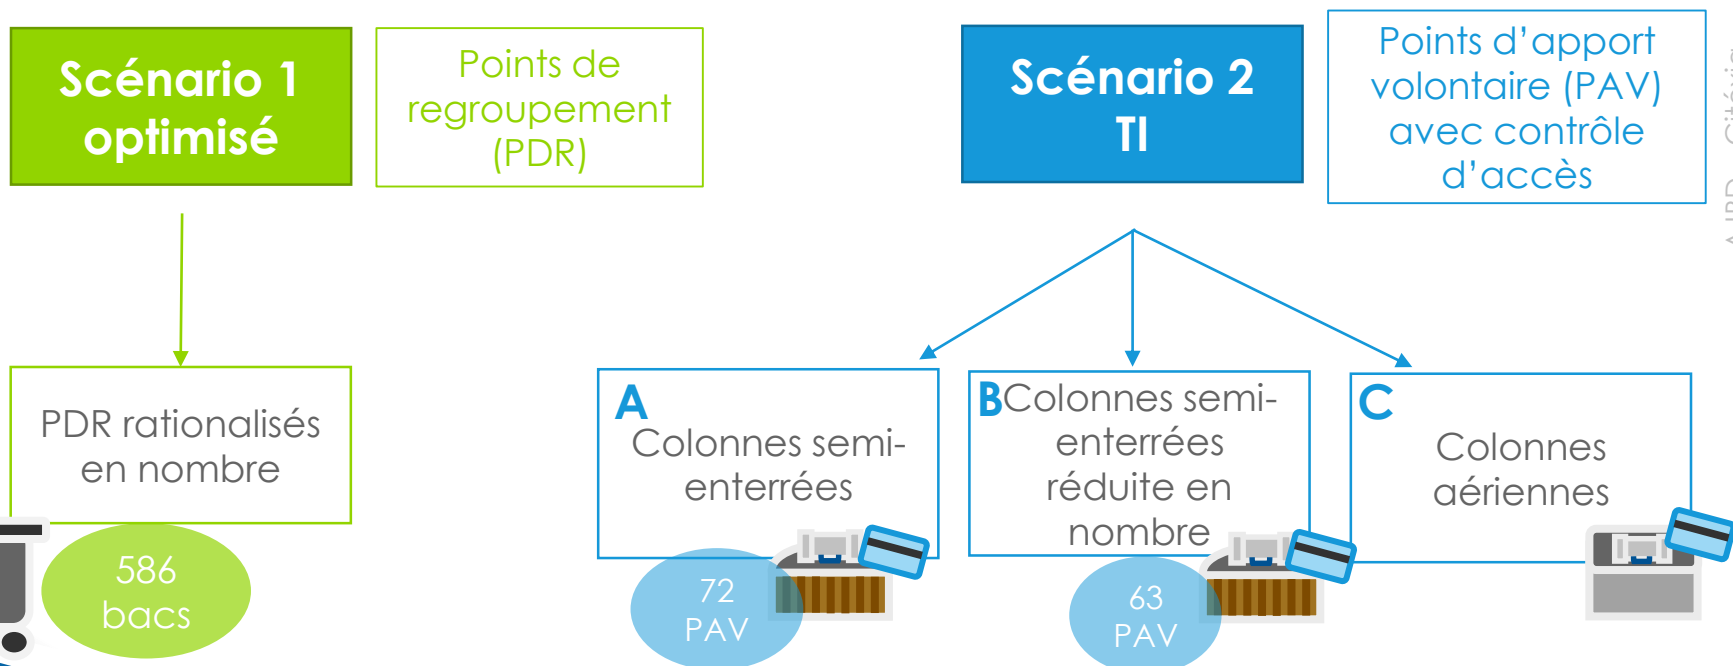 Scénario 1
optimisé
Points de
regroupement
(PDR)
Scénario 2
TI
Points d’apport
volontaire (PAV)
avec contrôle
d’accès
PDR rationalisés
en nombre
586
bacs
A
Colonnes semi-
enterrées
72
PAV
B
Colonnes semi-
enterrées
réduite en
nombre
63
PAV
C
Colonnes
aériennes